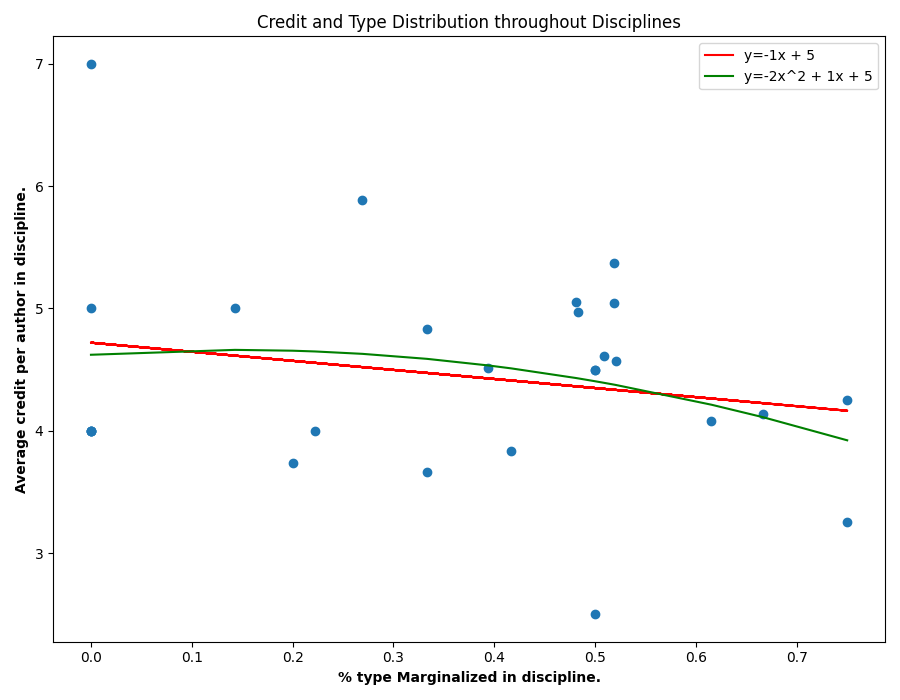 Credit and Type Distribution throughout Disciplines
y=-1x + 5
y=-2x^2 + 1x + 5
Average credit per author in discipline.
7
6
5
4
3
0.0 0.1 0.2 0.3 0.4 0.5 0.6 0.7
% type Marginalized in discipline.